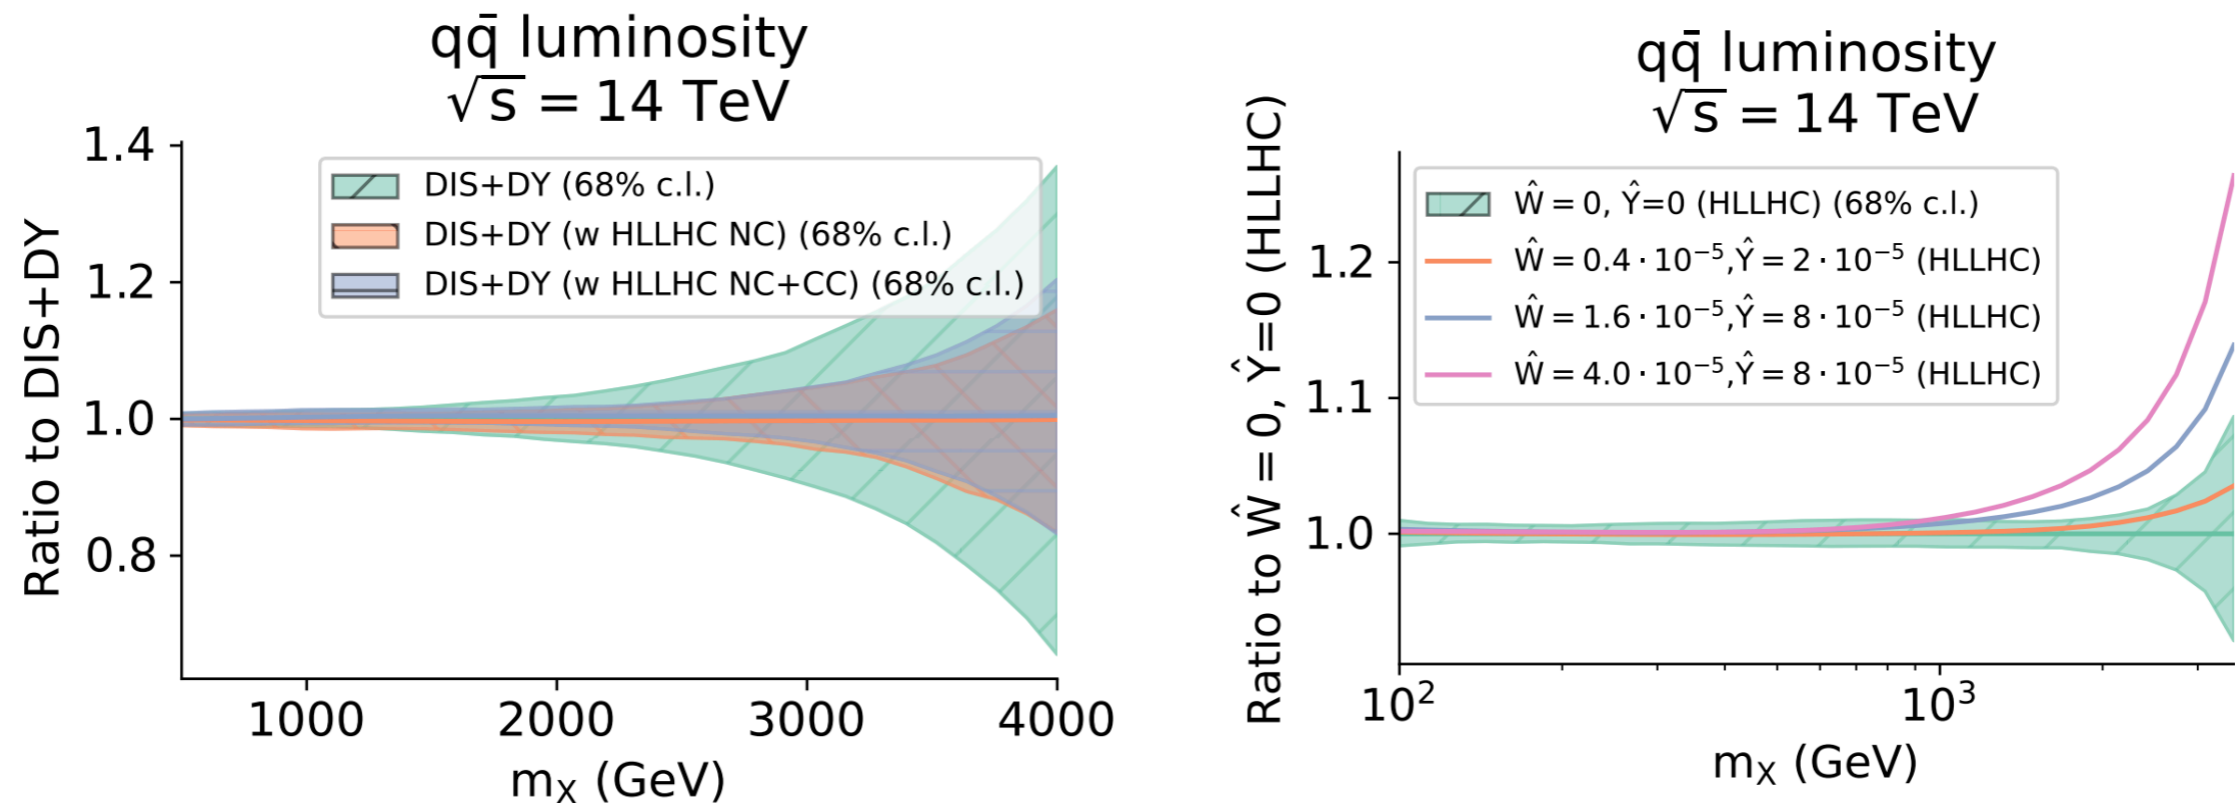 qq̄ luminosity
√s = 14 TeV
Ratio to DIS+DY
1.4
1.2
1.0
0.8
DIS+DY (68% c.l.)
DIS+DY (w HLLHC NC) (68% c.l.)
DIS+DY (w HLLHC NC+CC) (68% c.l.)
1000 2000 3000 4000
m_X (GeV)
qq̄ luminosity
√s = 14 TeV
Ratio to Ŵ = 0, Ŷ=0 (HLLHC)
1.2
1.1
1.0
Ŵ = 0, Ŷ=0 (HLLHC) (68% c.l.)
Ŵ = 0.4 · 10⁻⁵,Ŷ = 2 · 10⁻⁵ (HLLHC)
Ŵ = 1.6 · 10⁻⁵,Ŷ = 8 · 10⁻⁵ (HLLHC)
Ŵ = 4.0 · 10⁻⁵,Ŷ = 8 · 10⁻⁵ (HLLHC)
10² 10³
m_X (GeV)